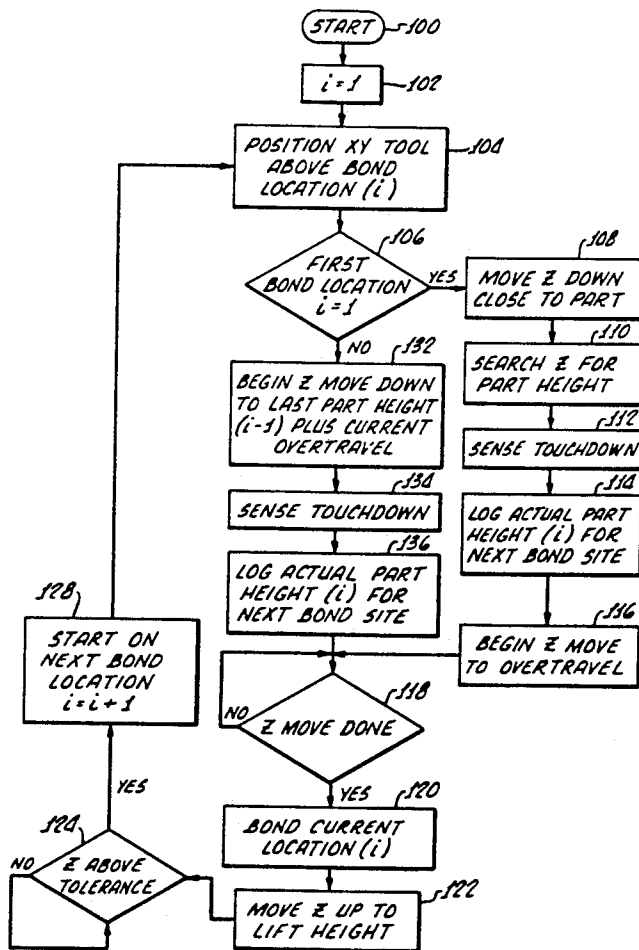 START
100
i=1
102
POSITION XY TOOL
ABOVE BOND
LOCATION (i)
104
106
FIRST
BOND LOCATION
i=1
YES
NO
108
MOVE Z DOWN
CLOSE TO PART
110
SEARCH Z FOR
PART HEIGHT
112
SENSE TOUCHDOWN
114
LOG ACTUAL PART
HEIGHT (i) FOR
NEXT BOND SITE
116
BEGIN Z MOVE
TO OVERTRAVEL
132
BEGIN Z MOVE DOWN
TO LAST PART HEIGHT
(i-1) PLUS CURRENT
OVERTRAVEL
134
SENSE TOUCHDOWN
136
LOG ACTUAL PART
HEIGHT (i) FOR
NEXT BOND SITE
118
NO
Z MOVE DONE
YES
120
BOND CURRENT
LOCATION (i)
122
MOVE Z UP TO
LIFT HEIGHT
124
NO
Z ABOVE
TOLERANCE
YES
128
START ON
NEXT BOND
LOCATION
i=i+1